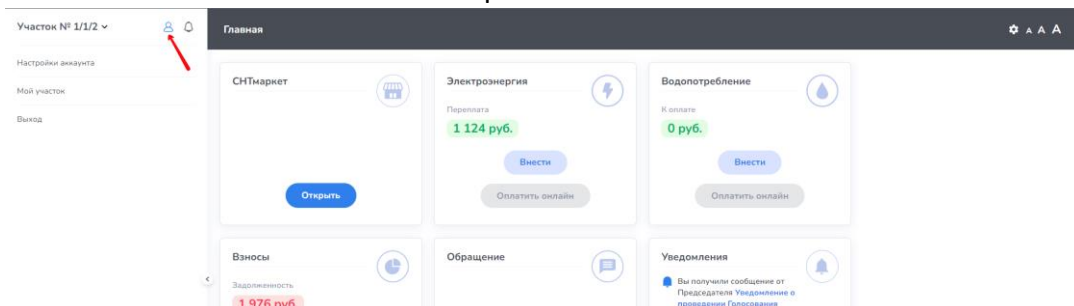 Участок № 1/1/2
Главная
А А А
Настройки аккаунта
Мой участок
Выход
СНТмаркет
Открыть
Электроэнергия
Переплата
1 124 руб.
Внести
Оплатить онлайн
Водопотребление
К оплате
0 руб.
Внести
Оплатить онлайн
Взносы
Задолженность
1 976 руб.
Обращение
Уведомления
Вы получили сообщение от
Председателя Уведомление о
проведении Голосования